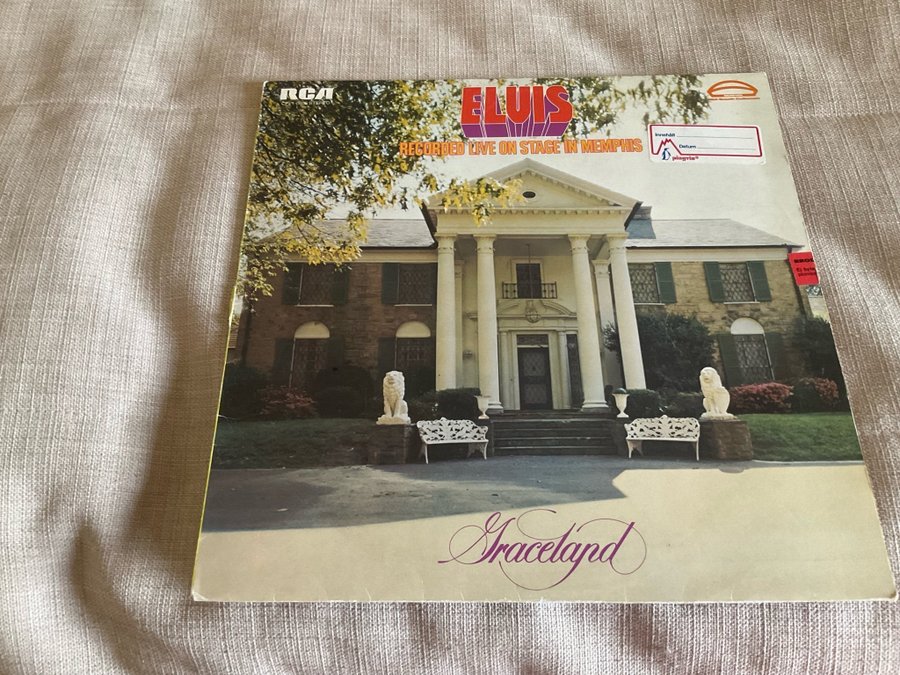 RCA
ELVIS
RECORDED LIVE ON STAGE IN MEMPHIS
Innehåll
Datum
pingvin®
Graceland